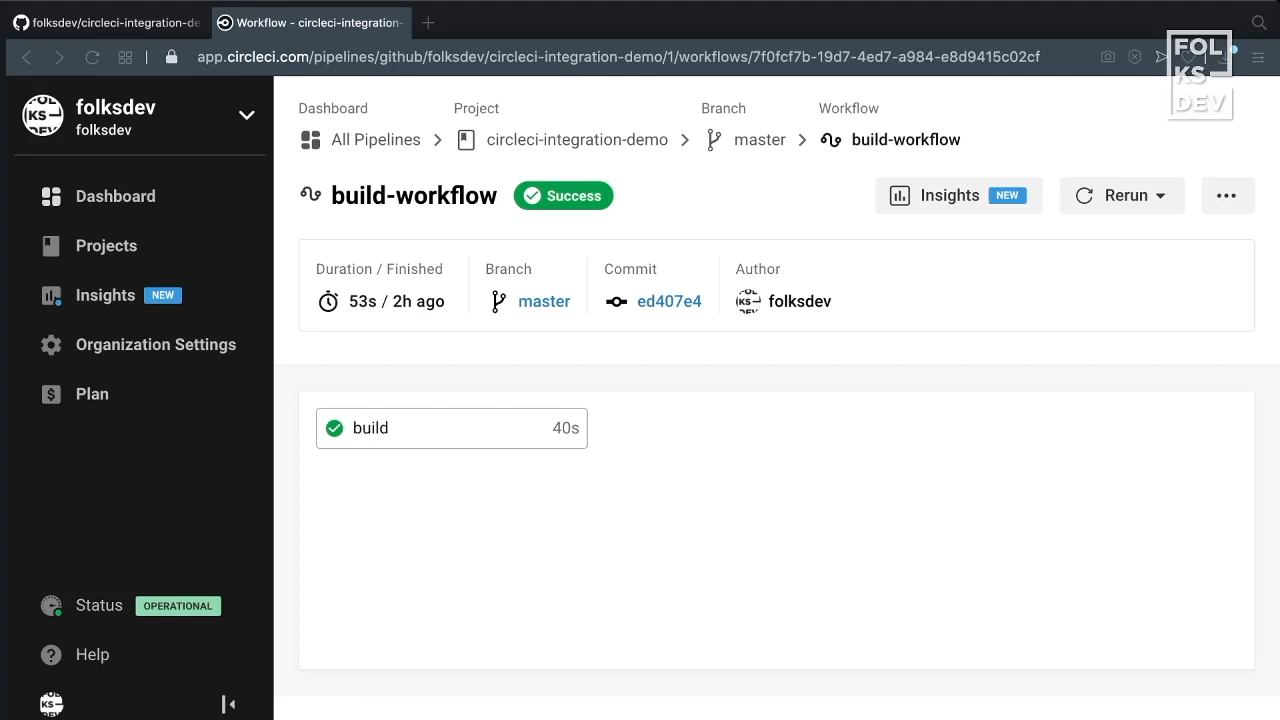 folksdev/circleci-integration-de
Workflow - circleci-integration-
app.circleci.com/pipelines/github/folksdev/circleci-integration-demo/1/workflows/7f0fcf7b-19d7-4ed7-a984-e8d9415c02cf
FOL
KS
DEV
folksdev
folksdev
Dashboard
Projects
Insights NEW
Organization Settings
Plan
Status OPERATIONAL
Help
Dashboard Project Branch Workflow
All Pipelines circleci-integration-demo master build-workflow
build-workflow Success
Insights NEW Rerun
Duration / Finished Branch Commit Author
53s / 2h ago master ed407e4 folksdev
build 40s